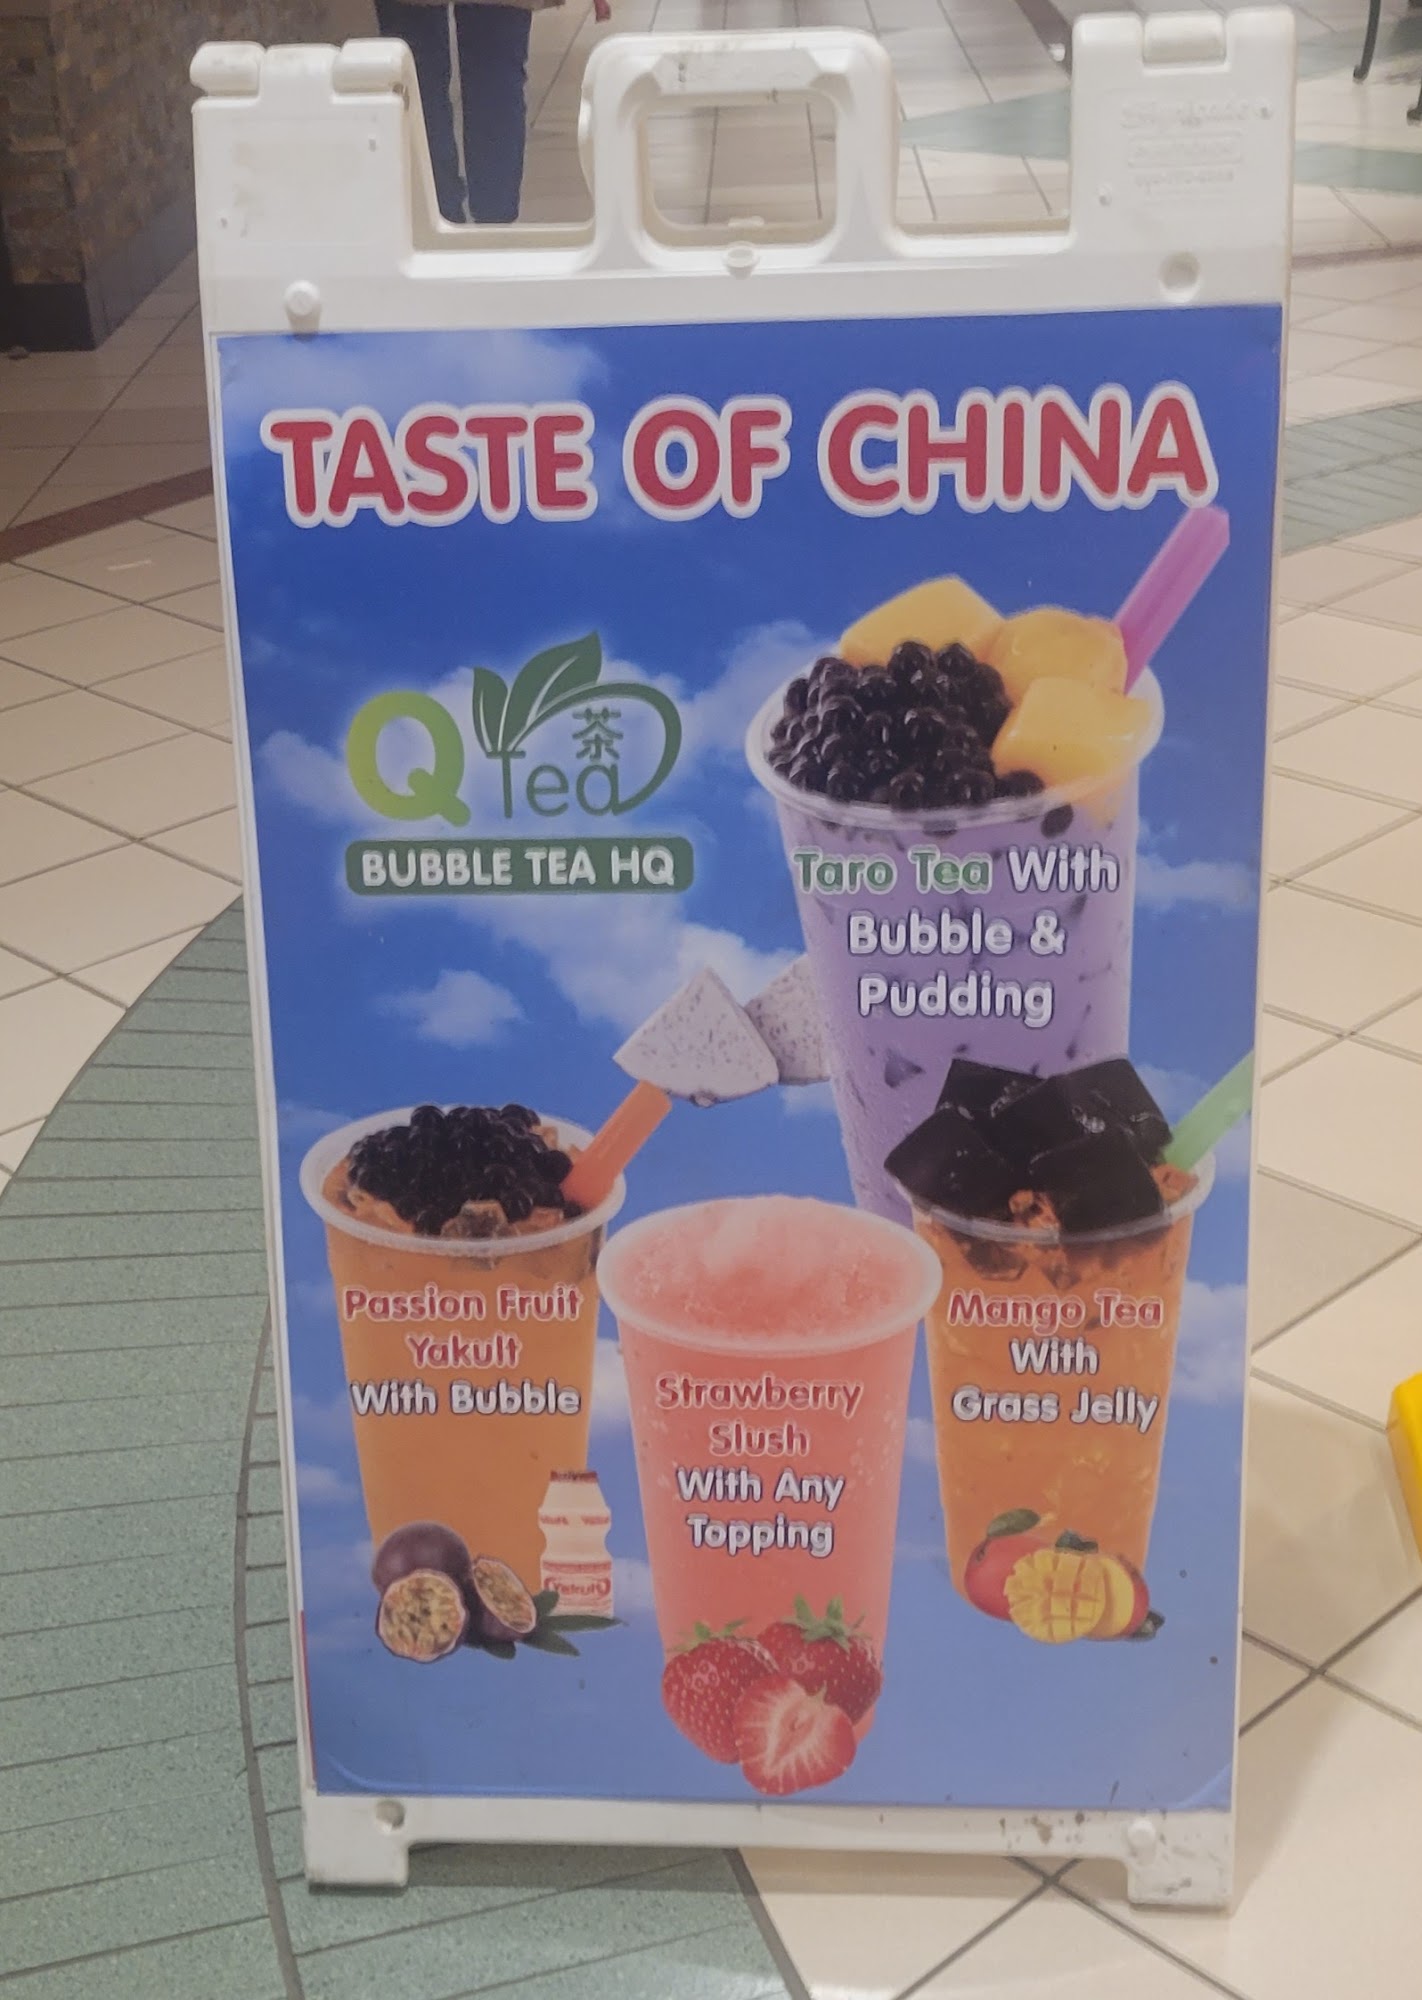 TASTE OF CHINA
Q Tea 茶
BUBBLE TEA HQ
Taro Tea With
Bubble &
Pudding
Passion Fruit
Yakult
With Bubble
Strawberry
Slush
With Any
Topping
Mango Tea
With
Grass Jelly
Yakult